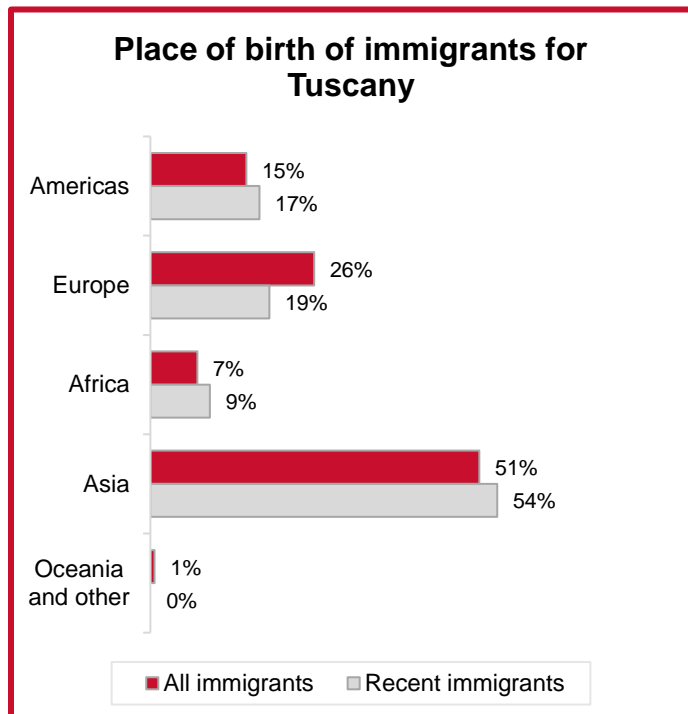 Place of birth of immigrants for
Tuscany
Americas
15%
17%
Europe
26%
19%
Africa
7%
9%
Asia
51%
54%
Oceania
and other
1%
0%
All immigrants
Recent immigrants